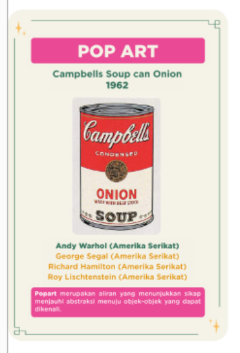 POP ART
Campbells Soup can Onion
1962
Campbell's
CONDENSED
ONION
SOUP
Andy Warhol (Amerika Serikat)
George Segal (Amerika Serikat)
Richard Hamilton (Amerika Serikat)
Roy Lischtenstein (Amerika Serikat)
Popart merupakan aliran yang menunjukkan sikap
menjauhi abstraksi menuju objek-objek yang dapat
dikenali.